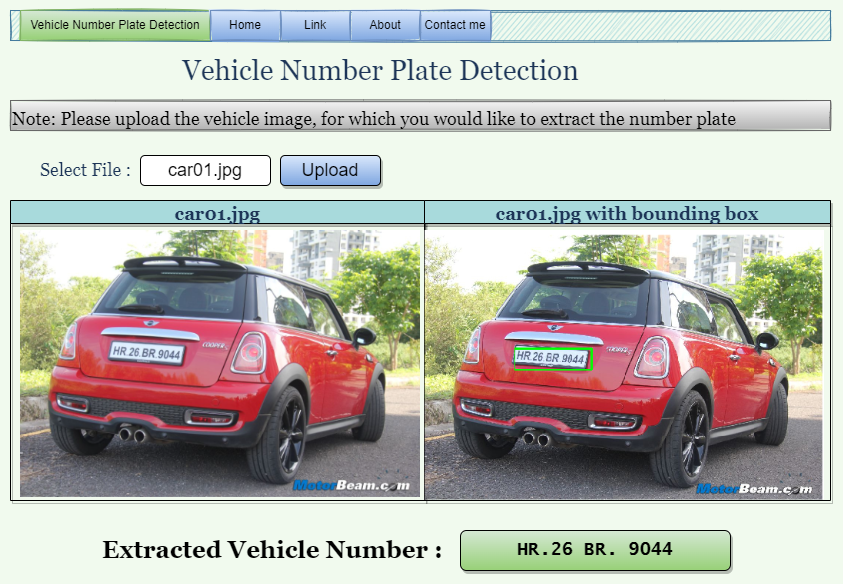 Vehicle Number Plate Detection Home Link About Contact me
Vehicle Number Plate Detection
Note: Please upload the vehicle image, for which you would like to extract the number plate
Select File : car01.jpg Upload
car01.jpg car01.jpg with bounding box
COOPER S
HR 26 BR 9044
COOPER S
HR 26 BR 9044
MotorBeam.com
MotorBeam.com
Extracted Vehicle Number : HR.26 BR. 9044